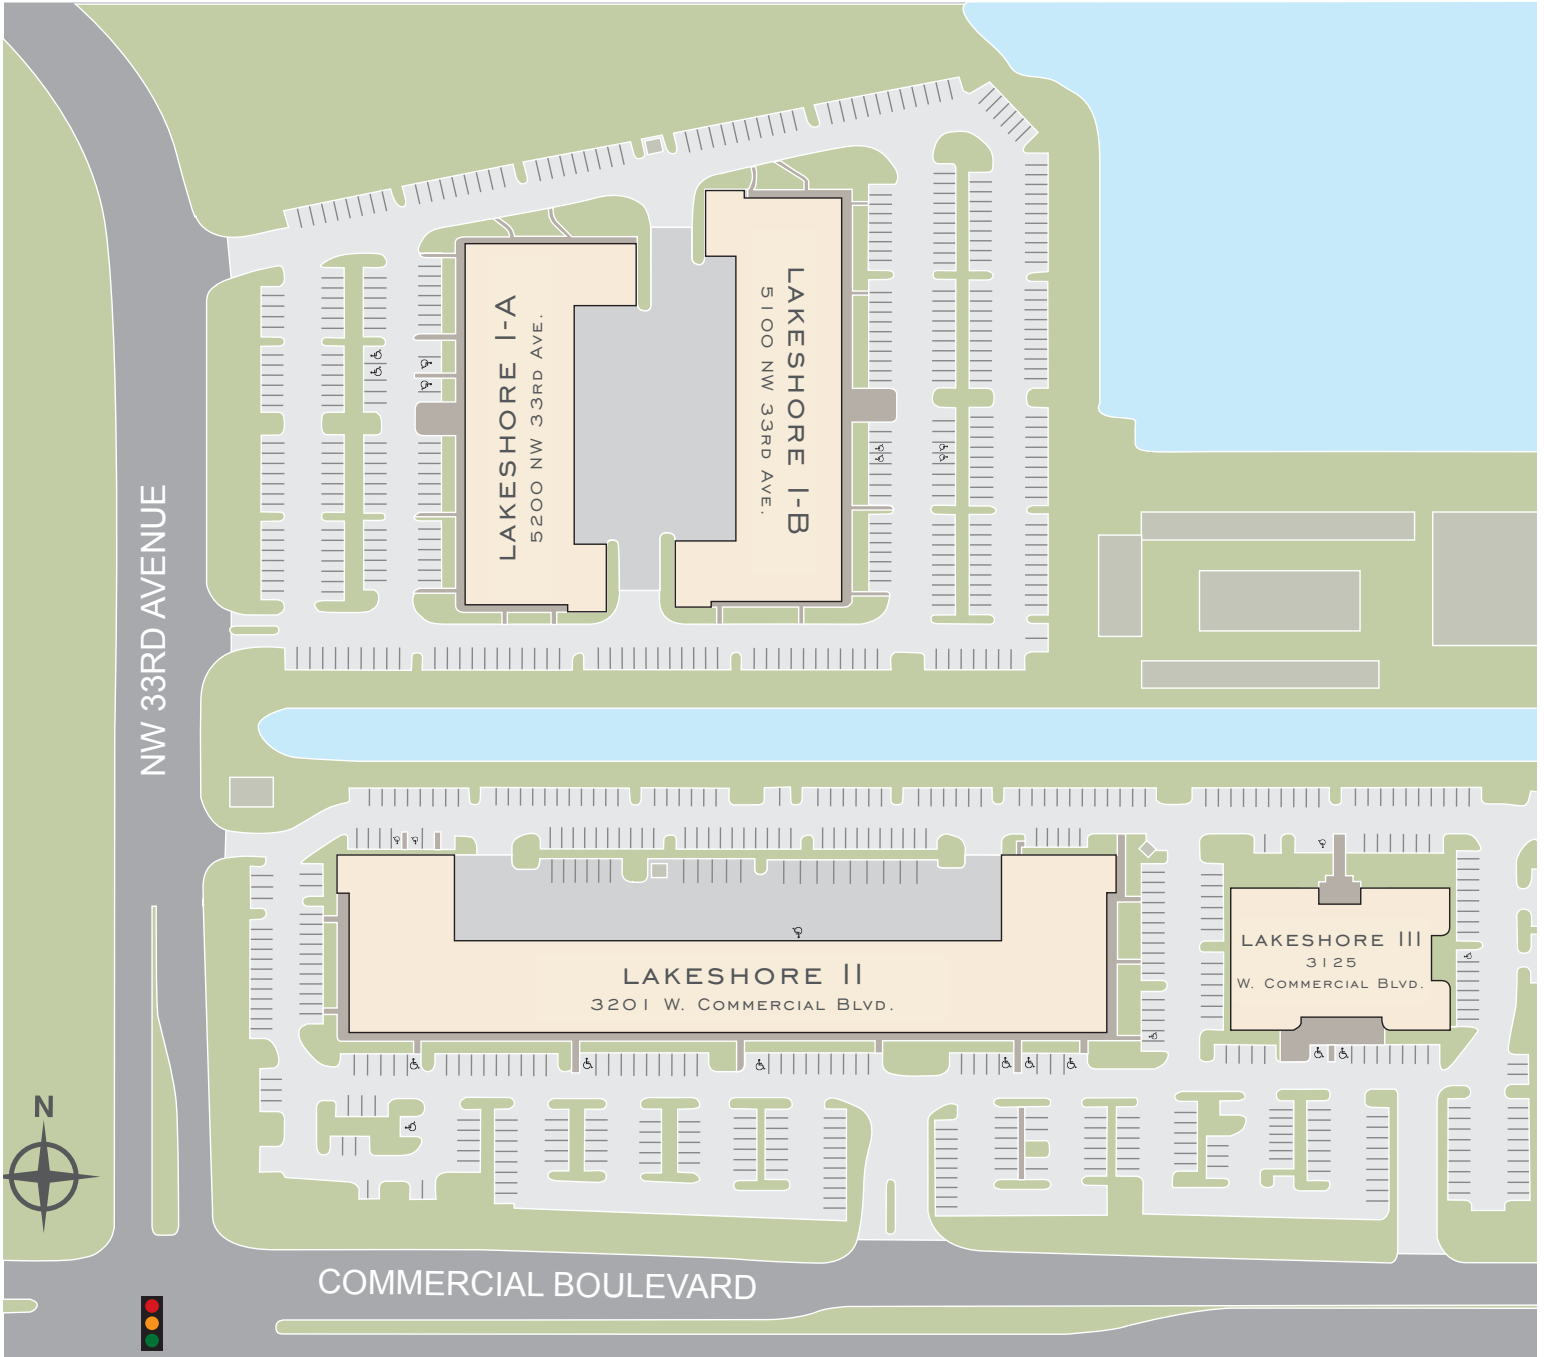 LAKESHORE I-A
5200 NW 33RD AVE.
LAKESHORE I-B
5100 NW 33RD AVE.
NW 33RD AVENUE
LAKESHORE II
3201 W. COMMERCIAL BLVD.
LAKESHORE III
3125
W. COMMERCIAL BLVD.
N
COMMERCIAL BOULEVARD